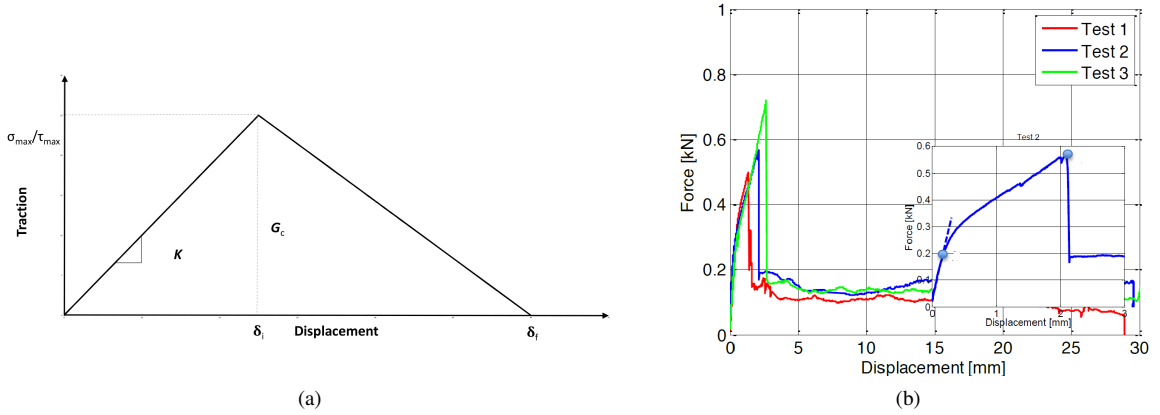 σmax/τmax
Traction
K
Gc
δi
Displacement
δf
(a)
1
0.8
0.6
0.4
0.2
0
Force [kN]
Test 1
Test 2
Test 3
Test 2
0.6
0.5
0.4
0.3
0.2
0.1
0
Force [kN]
0
1
2
3
Displacement [mm]
0
5
10
15
20
25
30
Displacement [mm]
(b)